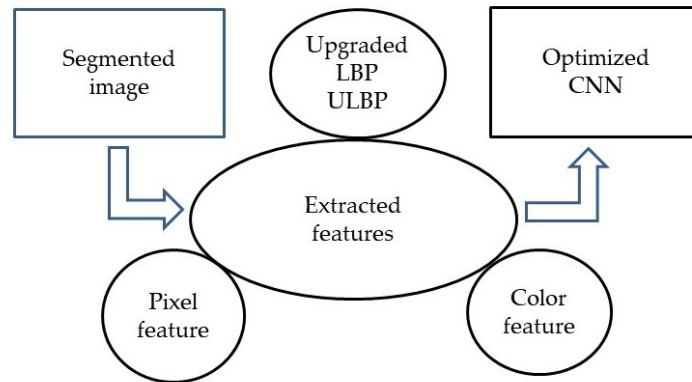 Segmented
image
Upgraded
LBP
ULBP
Optimized
CNN
Extracted
features
Pixel
feature
Color
feature